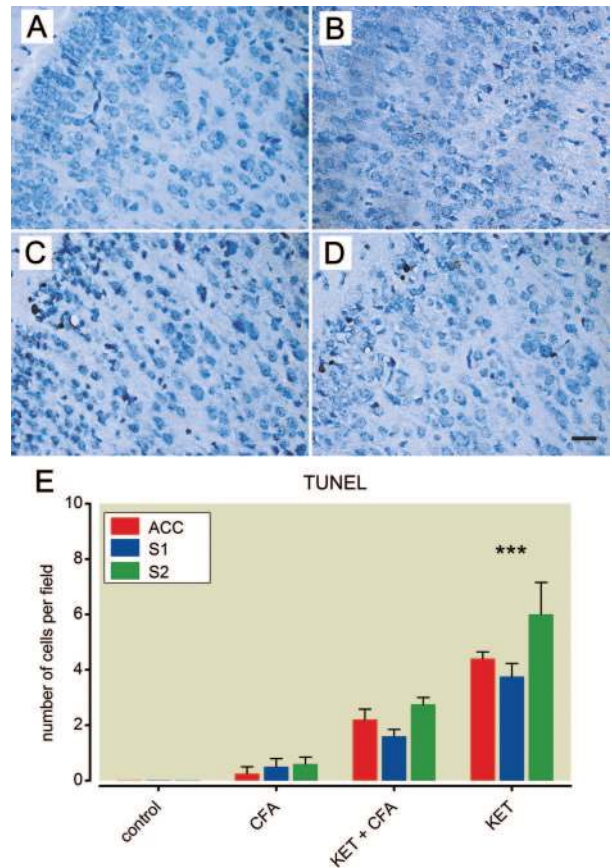 A
B
C
D
E
TUNEL
number of cells per field
10
8
6
4
2
0
ACC
S1
S2
***
control
CFA
KET + CFA
KET